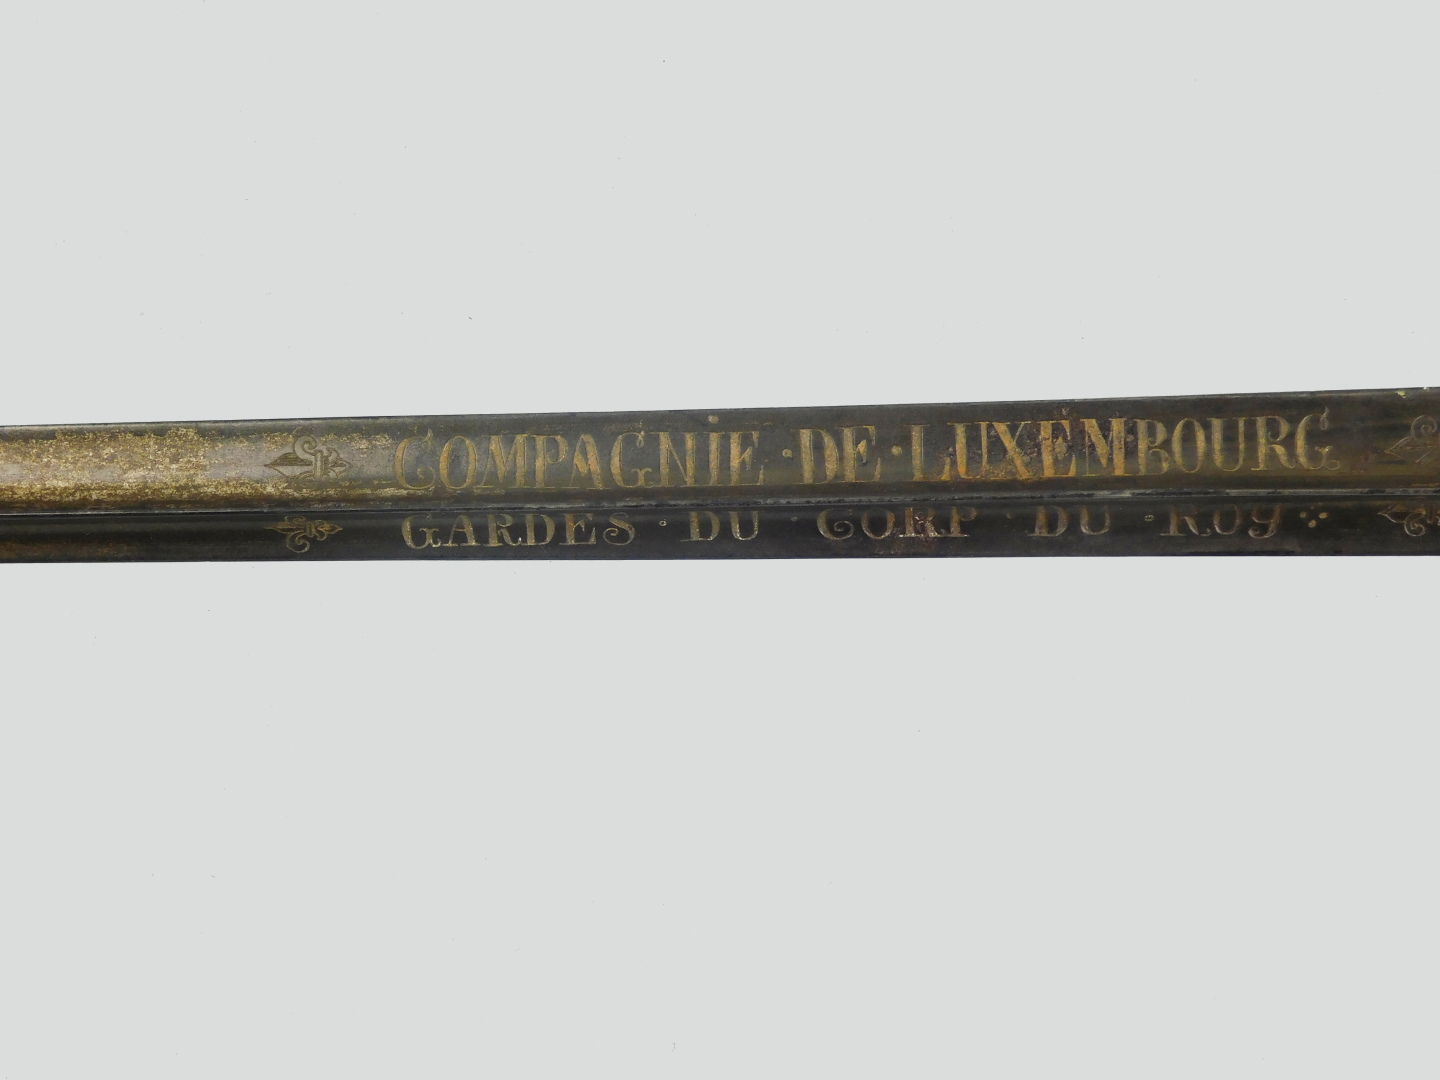 COMPAGNIE · DE · LUXEMBOURG
GARDES · DU · CORP · DU · ROY